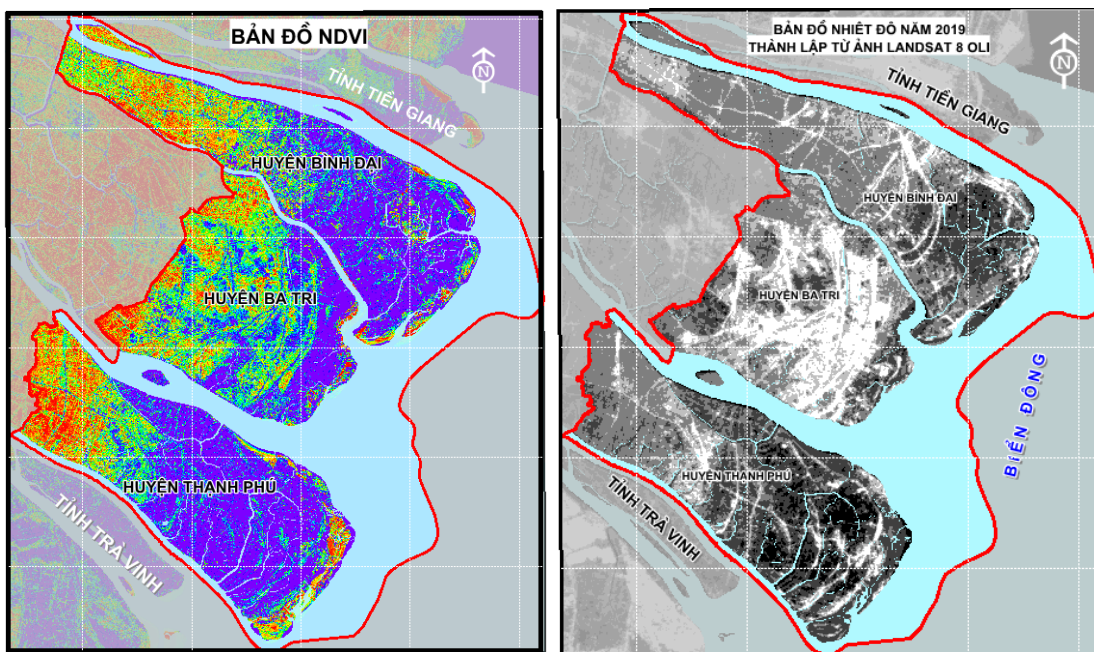 BẢN ĐỒ NDVI
N
TỈNH TIỀN GIANG
HUYỆN BÌNH ĐẠI
HUYỆN BA TRI
HUYỆN THẠNH PHÚ
TỈNH TRÀ VINH
BẢN ĐỒ NHIỆT ĐÔ NĂM 2019
THÀNH LẬP TỪ ẢNH LANDSAT 8 OLI
N
TỈNH TIỀN GIANG
HUYỆN BÌNH ĐẠI
HUYỆN BA TRI
BIỂN ĐÔNG
HUYỆN THẠNH PHÚ
TỈNH TRÀ VINH